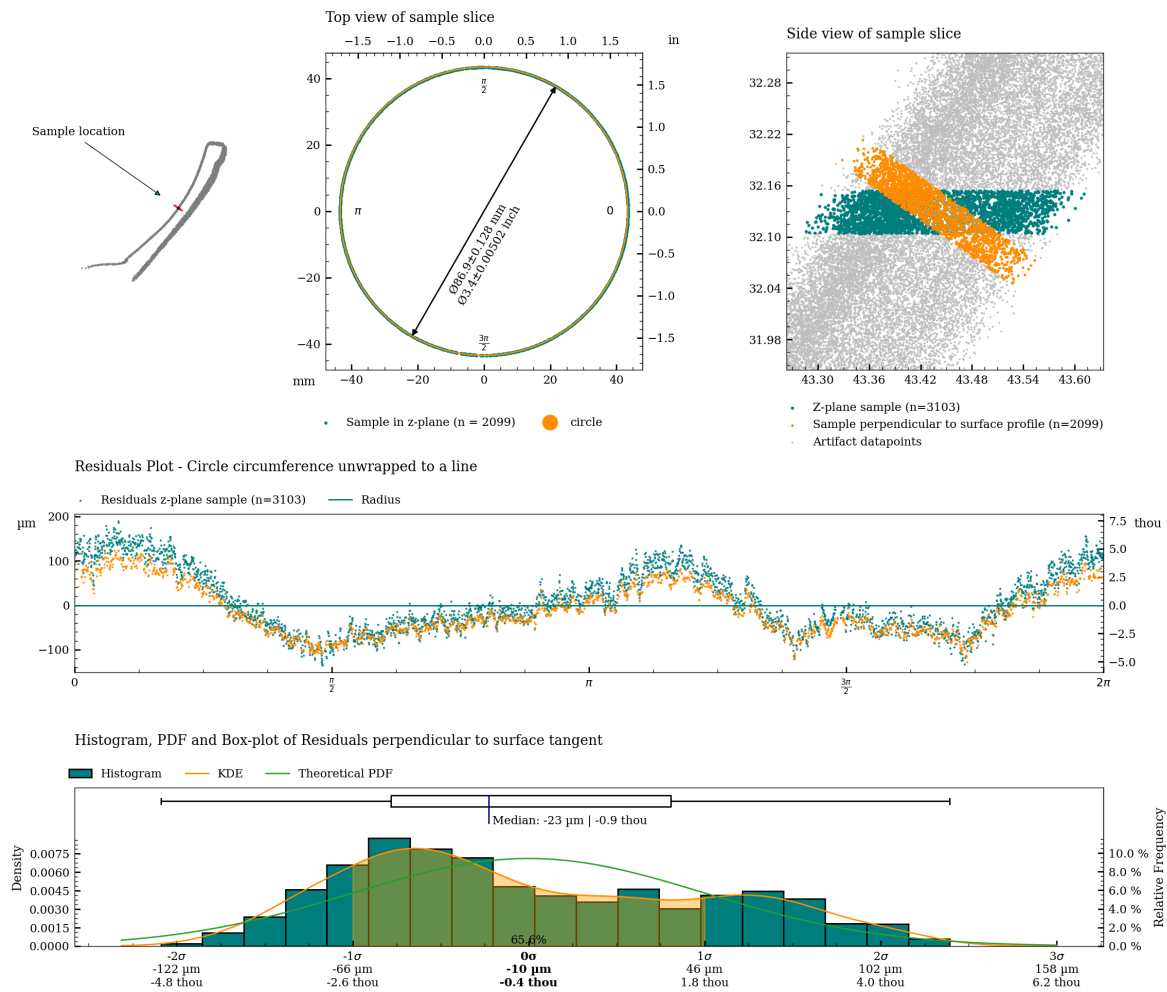 Sample location
Top view of sample slice
−1.5 −1.0 −0.5 0.0 0.5 1.0 1.5 in
40
20
0
−20
−40
mm
−40 −20 0 20 40
1.5
1.0
0.5
0.0
−0.5
−1.0
−1.5
π/2
π
0
3π/2
Ø86.9±0.128 mm
Ø3.4±0.00502 inch
Sample in z-plane (n = 2099) circle
Side view of sample slice
32.28
32.22
32.16
32.10
32.04
31.98
43.30 43.36 43.42 43.48 43.54 43.60
Z-plane sample (n=3103)
Sample perpendicular to surface profile (n=2099)
Artifact datapoints
Residuals Plot - Circle circumference unwrapped to a line
Residuals z-plane sample (n=3103) Radius
µm
200
100
0
−100
7.5 thou
5.0
2.5
0.0
−2.5
−5.0
0 π/2 π 3π/2 2π
Histogram, PDF and Box-plot of Residuals perpendicular to surface tangent
Histogram KDE Theoretical PDF
Median: -23 µm | -0.9 thou
Density
0.0075
0.0060
0.0045
0.0030
0.0015
0.0000
Relative Frequency
10.0 %
8.0 %
6.0 %
4.0 %
2.0 %
0.0 %
65.6%
-2σ -1σ 0σ 1σ 2σ 3σ
-122 µm -66 µm -10 µm 46 µm 102 µm 158 µm
-4.8 thou -2.6 thou -0.4 thou 1.8 thou 4.0 thou 6.2 thou